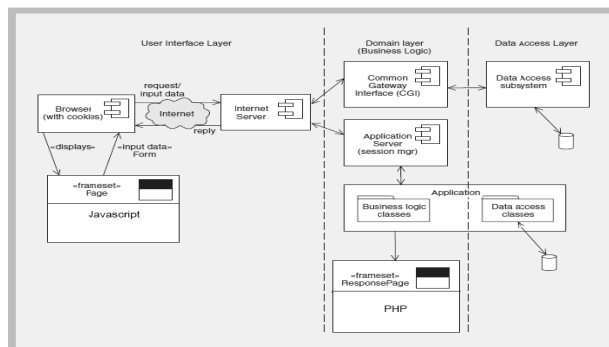 User Interface Layer
Domain layer
(Business Logic)
Data Access Layer
request/
input data
Browser
(with cookies)
Internet
reply
Internet
Server
Common
Gateway
Interface (CGI)
Data Access
subsystem
«displays»
«input data»
Form
Application
Server
(session mgr)
«frameset»
Page
Javascript
Application
Business logic
classes
Data access
classes
«frameset»
ResponsePage
PHP